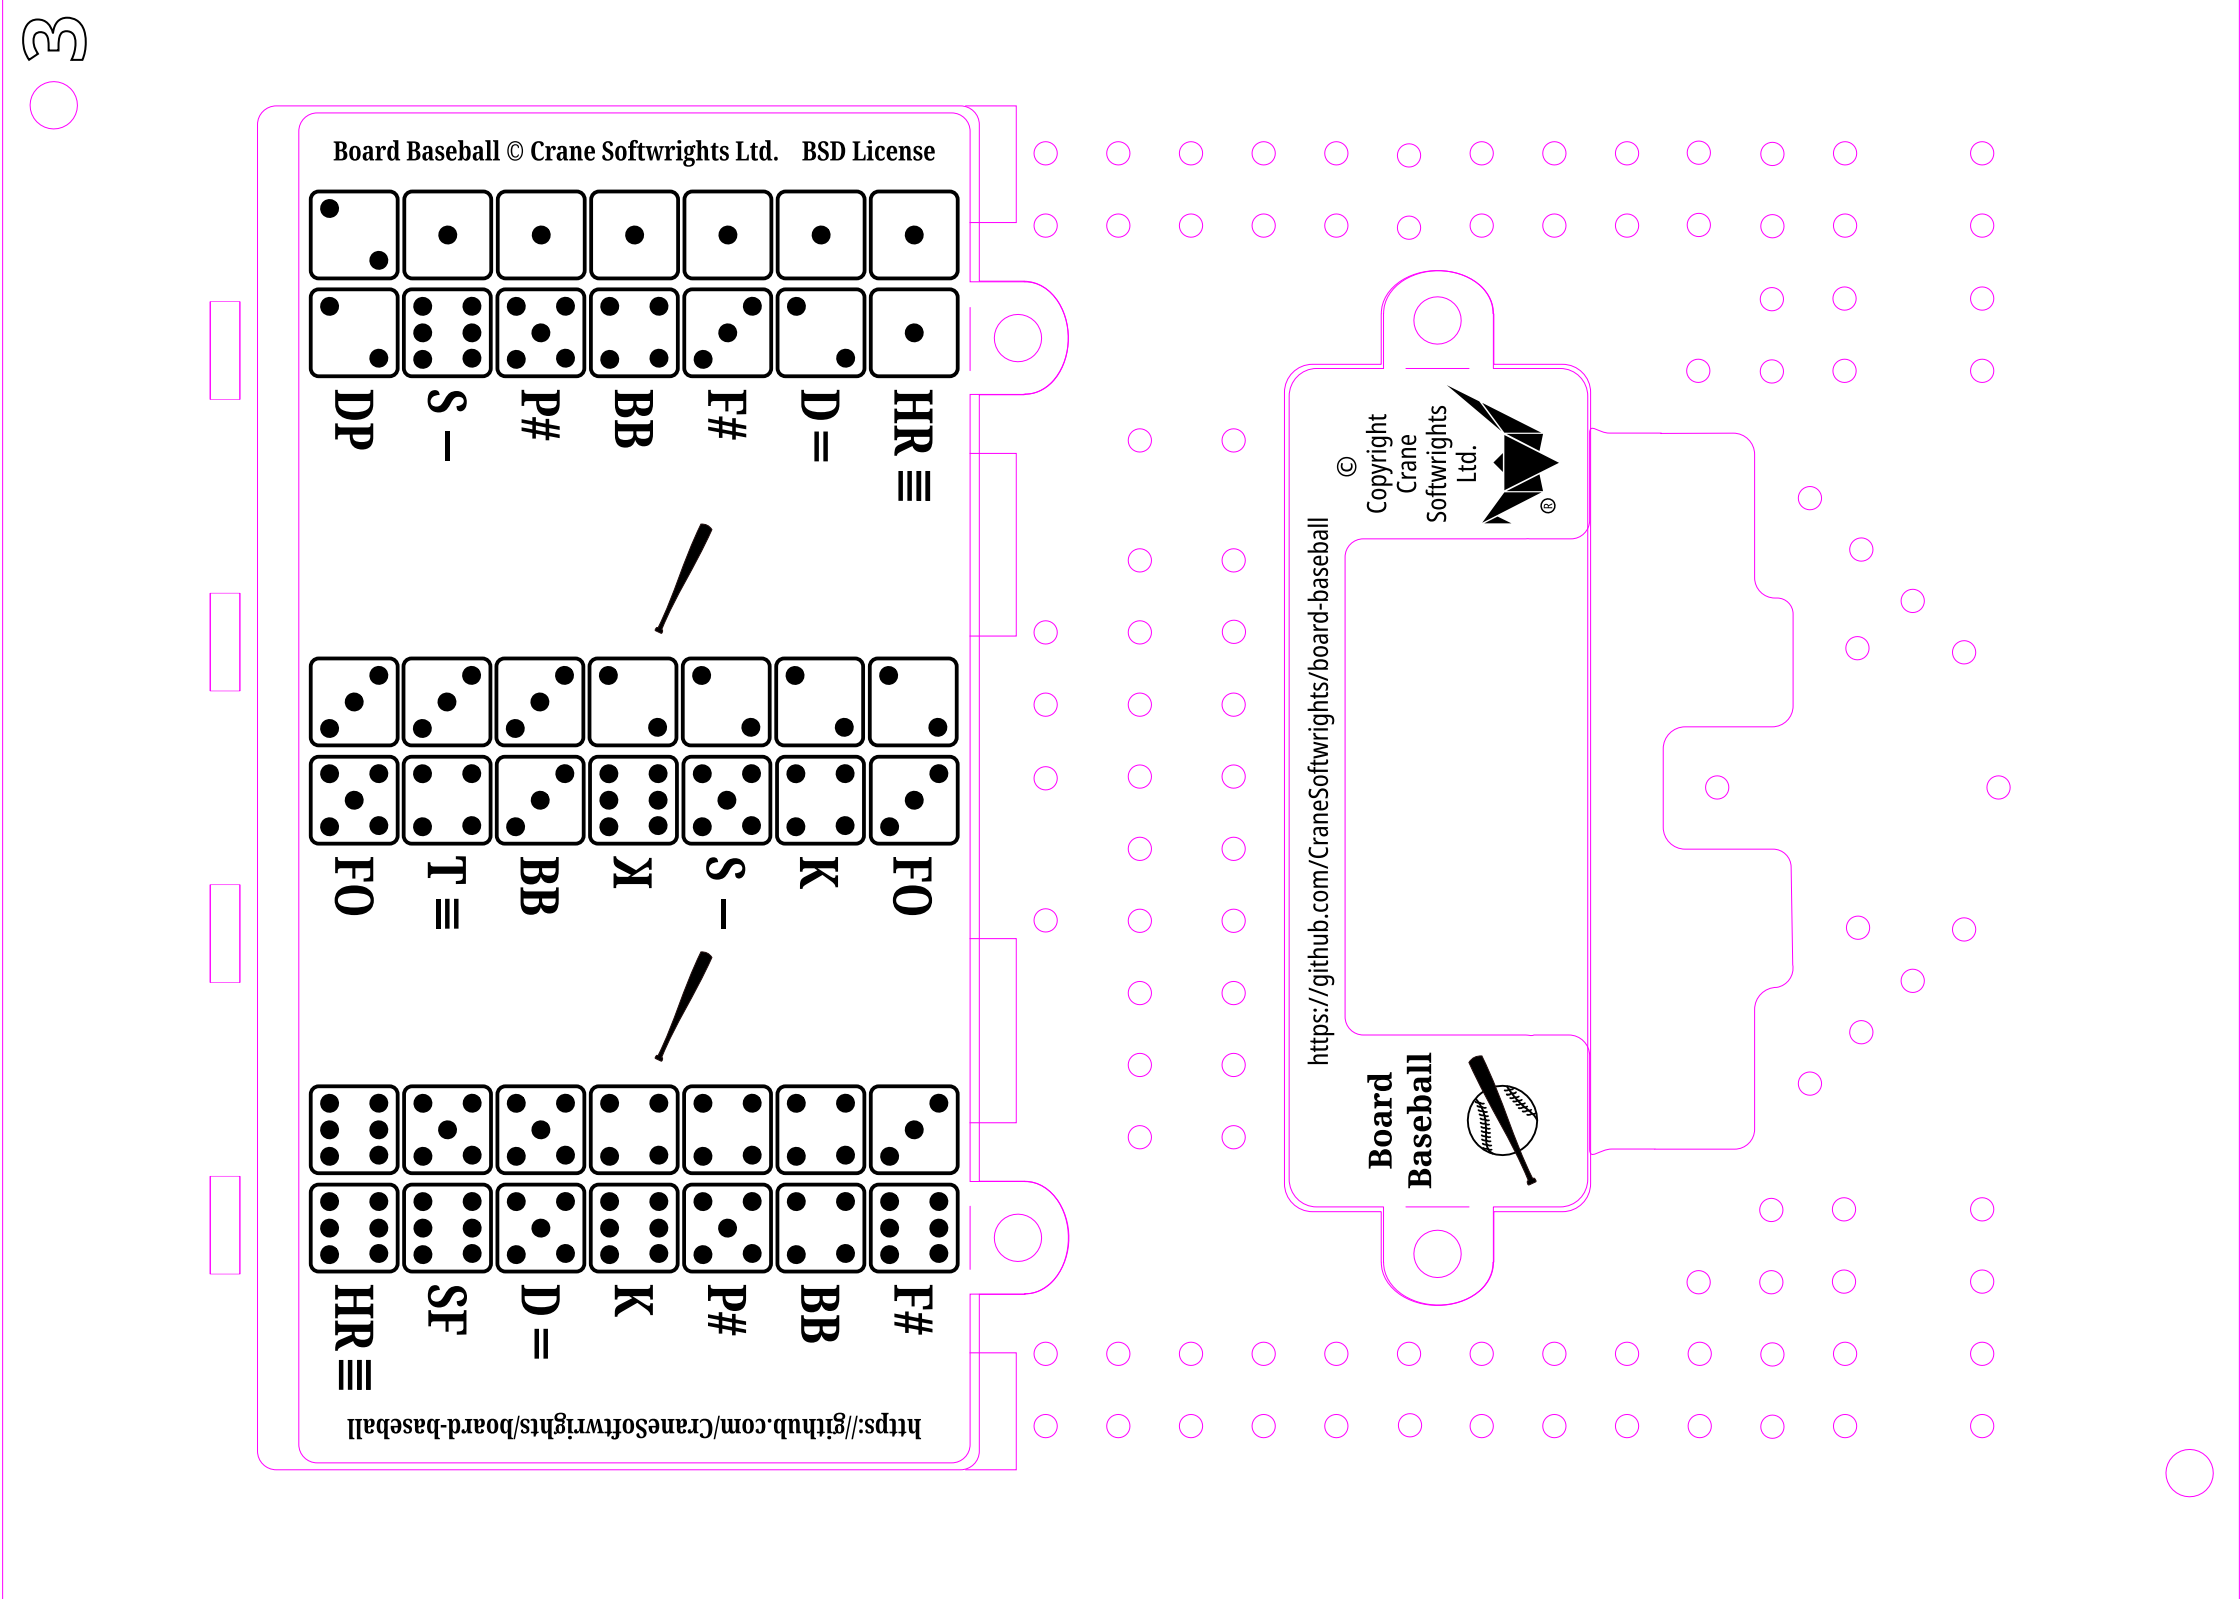 3
Board Baseball © Crane Softwrights Ltd. BSD License
HR ≣
D =
F#
BB
P#
S –
DP
FO
K
S –
ꓘ
BB
T ≡
FO
F#
BB
P#
K
D =
SF
HR ≣
https://github.com/CraneSoftwrights/board-baseball
https://github.com/CraneSoftwrights/board-baseball
©
Copyright
Crane
Softwrights
Ltd.
®
Board
Baseball